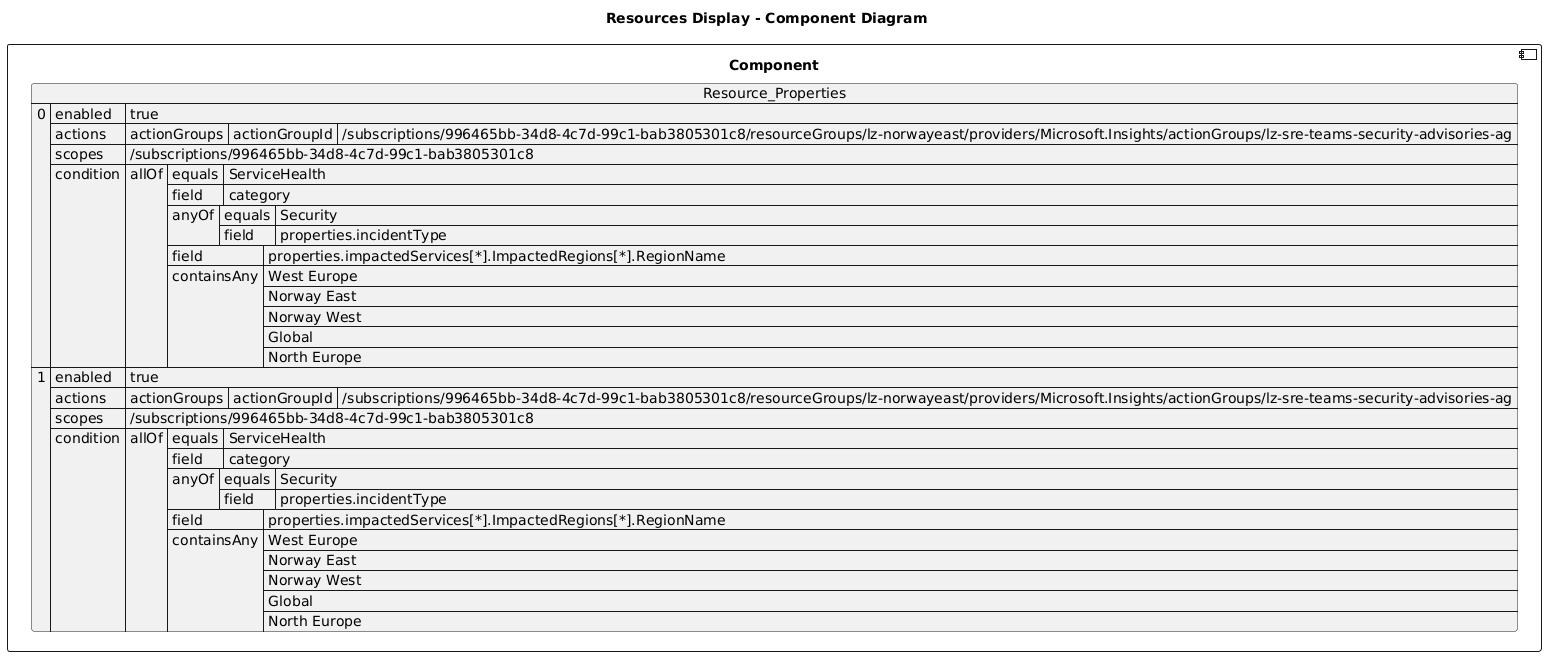 Resources Display - Component Diagram
Component
Resource_Properties
0 enabled true
actions actionGroups actionGroupId /subscriptions/996465bb-34d8-4c7d-99c1-bab3805301c8/resourceGroups/lz-norwayeast/providers/Microsoft.Insights/actionGroups/lz-sre-teams-security-advisories-ag
scopes /subscriptions/996465bb-34d8-4c7d-99c1-bab3805301c8
condition allOf equals ServiceHealth
field category
anyOf equals Security
field properties.incidentType
field properties.impactedServices[*].ImpactedRegions[*].RegionName
containsAny West Europe
Norway East
Norway West
Global
North Europe
1 enabled true
actions actionGroups actionGroupId /subscriptions/996465bb-34d8-4c7d-99c1-bab3805301c8/resourceGroups/lz-norwayeast/providers/Microsoft.Insights/actionGroups/lz-sre-teams-security-advisories-ag
scopes /subscriptions/996465bb-34d8-4c7d-99c1-bab3805301c8
condition allOf equals ServiceHealth
field category
anyOf equals Security
field properties.incidentType
field properties.impactedServices[*].ImpactedRegions[*].RegionName
containsAny West Europe
Norway East
Norway West
Global
North Europe